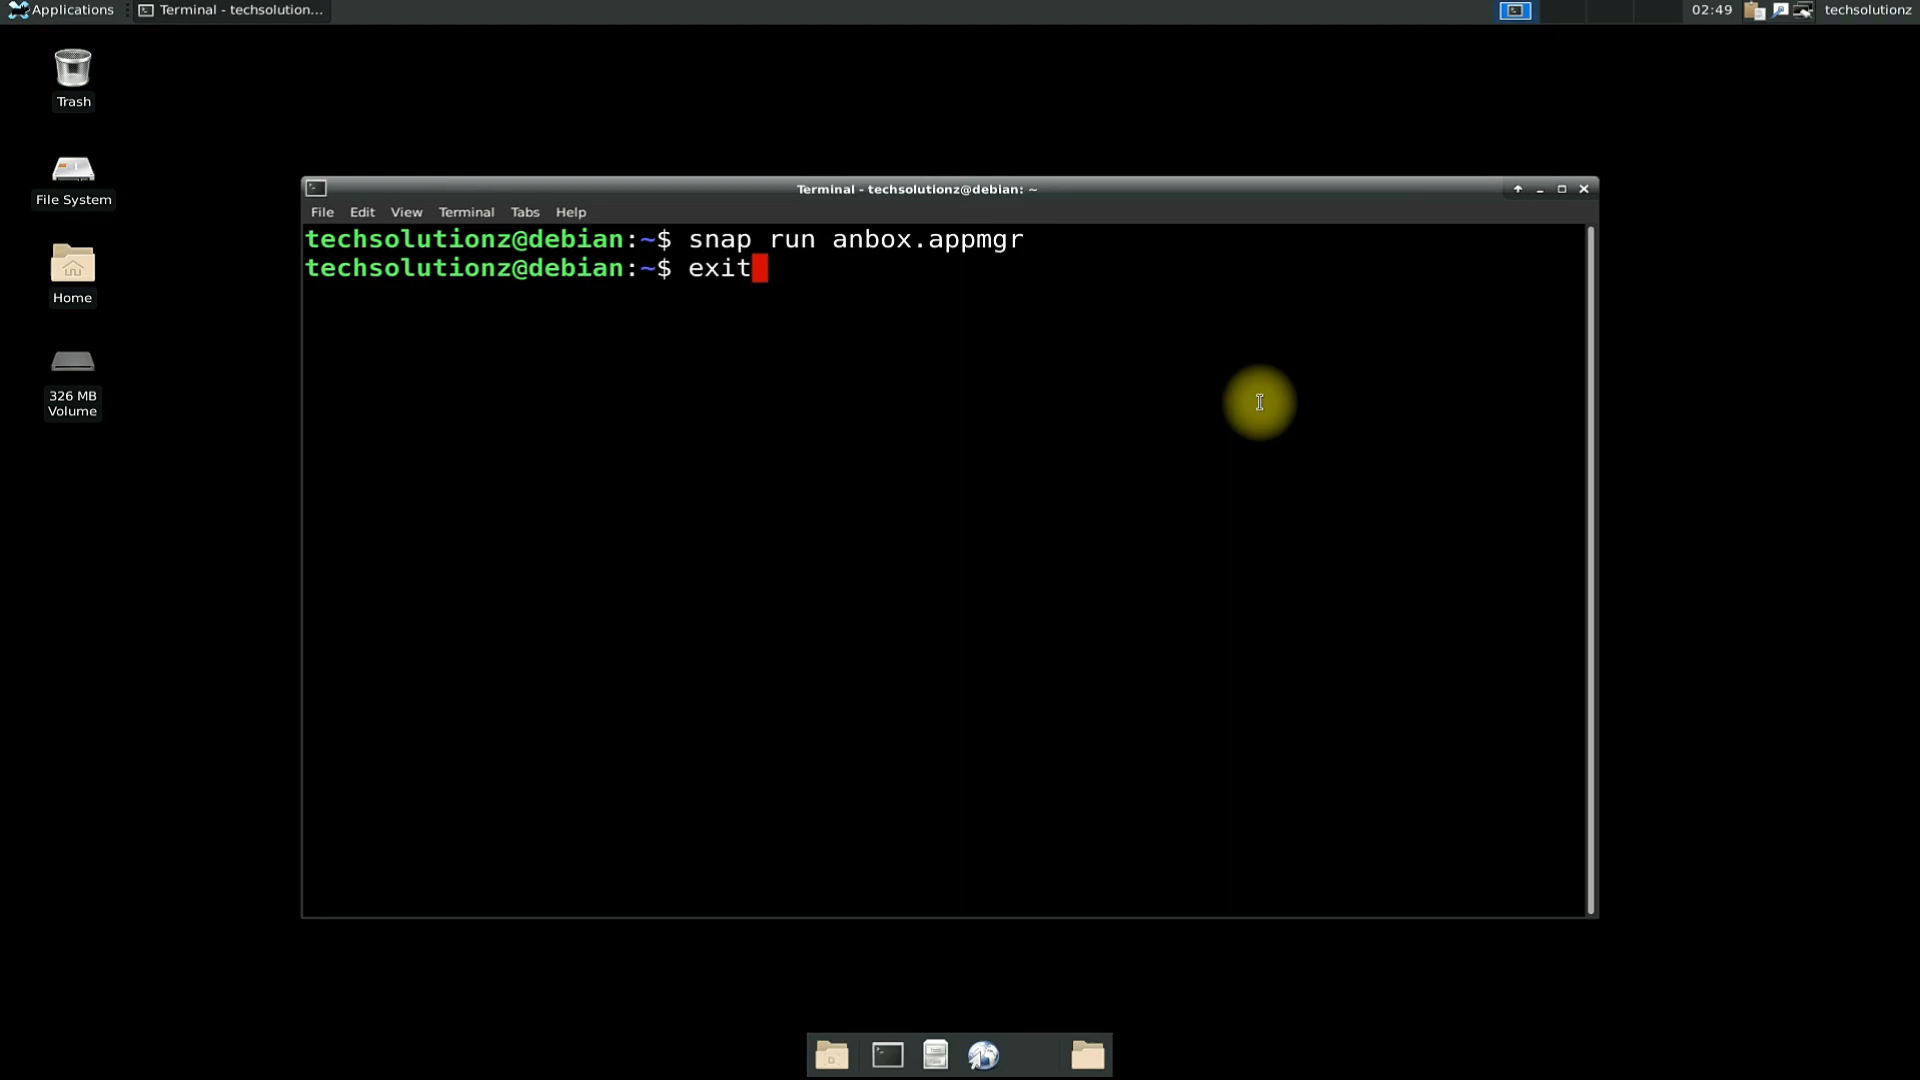 Applications
Terminal - techsolution...
02:49
techsolutionz
Trash
File System
Home
326 MB
Volume
Terminal - techsolutionz@debian: ~
File Edit View Terminal Tabs Help
techsolutionz@debian:~$ snap run anbox.appmgr
techsolutionz@debian:~$ exit